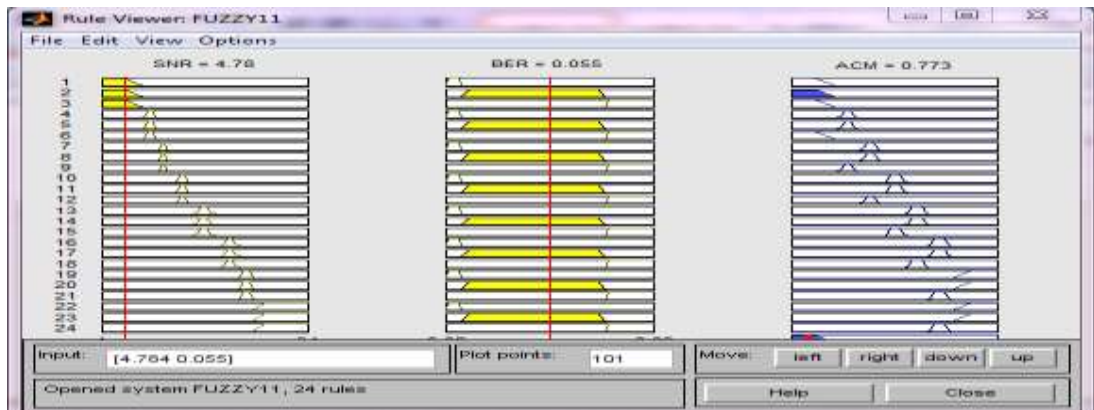 Rule Viewer: FUZZY11
File Edit View Options
SNR = 4.78
BER = 0.055
ACM = 0.773
1
2
3
4
5
6
7
8
9
10
11
12
13
14
15
16
17
18
19
20
21
22
23
24
Input:
[4.784 0.055]
Plot points:
101
Move:
left
right
down
up
Opened system FUZZY11, 24 rules
Help
Close